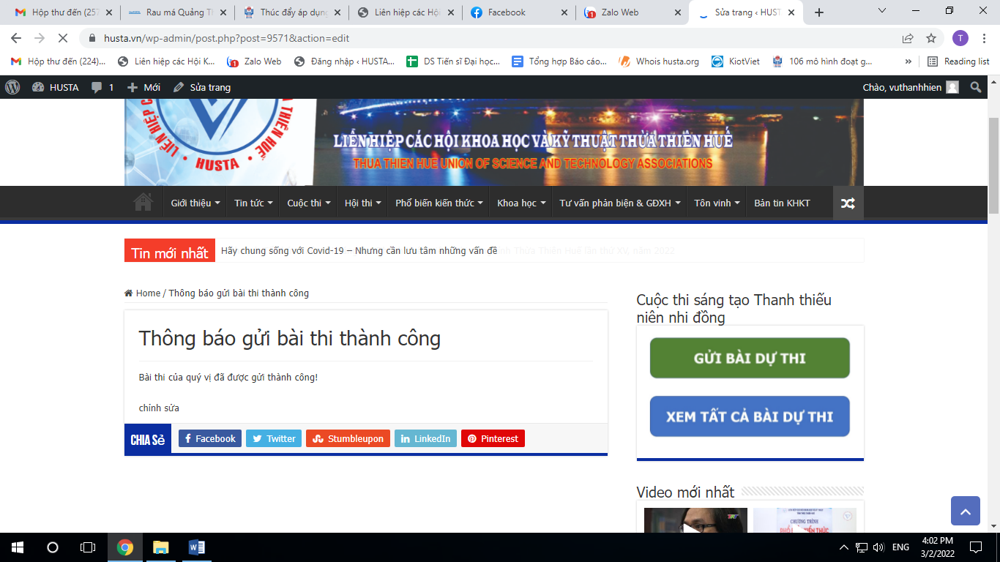 Hộp thư đến (257
Rau má Quảng Th
Thúc đẩy áp dụng
Liên hiệp các Hội
Facebook
Zalo Web
Sửa trang ‹ HUST
husta.vn/wp-admin/post.php?post=9571&action=edit
T
Hộp thư đến (224)...
Liên hiệp các Hội K...
Zalo Web
Đăng nhập ‹ HUSTA...
DS Tiến sĩ Đại học...
Tổng hợp Báo cáo...
Whois husta.org
KiotViet
106 mô hình đoạt g...
»
Reading list
HUSTA
1
Mới
Sửa trang
Chào, vuthanhhien
LIÊN HIỆP C
THIÊN HUẾ
• HUSTA •
LIÊN HIỆP CÁC HỘI KHOA HỌC VÀ KỸ THUẬT THỪA THIÊN HUẾ
THUA THIEN HUE UNION OF SCIENCE AND TECHNOLOGY ASSOCIATIONS
Giới thiệu
Tin tức
Cuộc thi
Hội thi
Phổ biến kiến thức
Khoa học
Tư vấn phản biện & GĐXH
Tôn vinh
Bản tin KHKT
Tin mới nhất
Hãy chung sống với Covid-19 – Nhưng cần lưu tâm những vấn đề
nh Thừa Thiên Huế lần thứ XV, năm 2022
Home / Thông báo gửi bài thi thành công
Thông báo gửi bài thi thành công
Bài thi của quý vị đã được gửi thành công!
chỉnh sửa
CHIA Sẻ
Facebook
Twitter
Stumbleupon
LinkedIn
Pinterest
Cuộc thi sáng tạo Thanh thiếu
niên nhi đồng
GỬI BÀI DỰ THI
XEM TẤT CẢ BÀI DỰ THI
Video mới nhất
CHƯƠNG TRÌNH
ENG
4:02 PM
3/2/2022